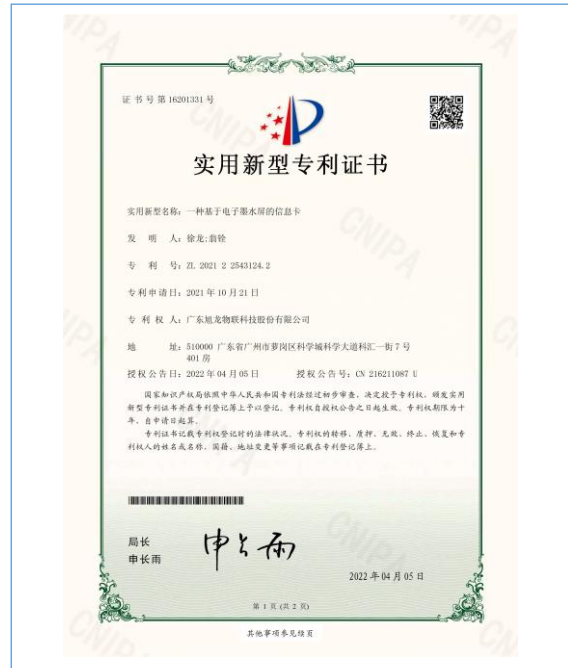 证书号第16201331号
实用新型专利证书
实用新型名称：一种基于电子墨水屏的信息卡
发 明 人：徐龙;翁铨
专 利 号：ZL 2021 2 2543124.2
专利申请日：2021年10月21日
专 利 权 人：广东旭龙物联科技股份有限公司
地 址：510000 广东省广州市萝岗区科学城科学大道科汇一街7号
401房
授权公告日：2022年04月05日 授权公告号：CN 216211087 U
国家知识产权局依照中华人民共和国专利法经过初步审查，决定授予专利权，颁发实用
新型专利证书并在专利登记簿上予以登记。专利权自授权公告之日起生效。专利权期限为十
年，自申请日起算。
专利证书记载专利权登记时的法律状况。专利权的转移、质押、无效、终止、恢复和专
利权人的姓名或名称、国籍、地址变更等事项记载在专利登记簿上。
局长
申长雨
申长雨
2022年04月05日
第 1 页 (共 2 页)
其他事项参见续页
CNIPA
CNIPA
CNIPA
CNIPA
CNIPA